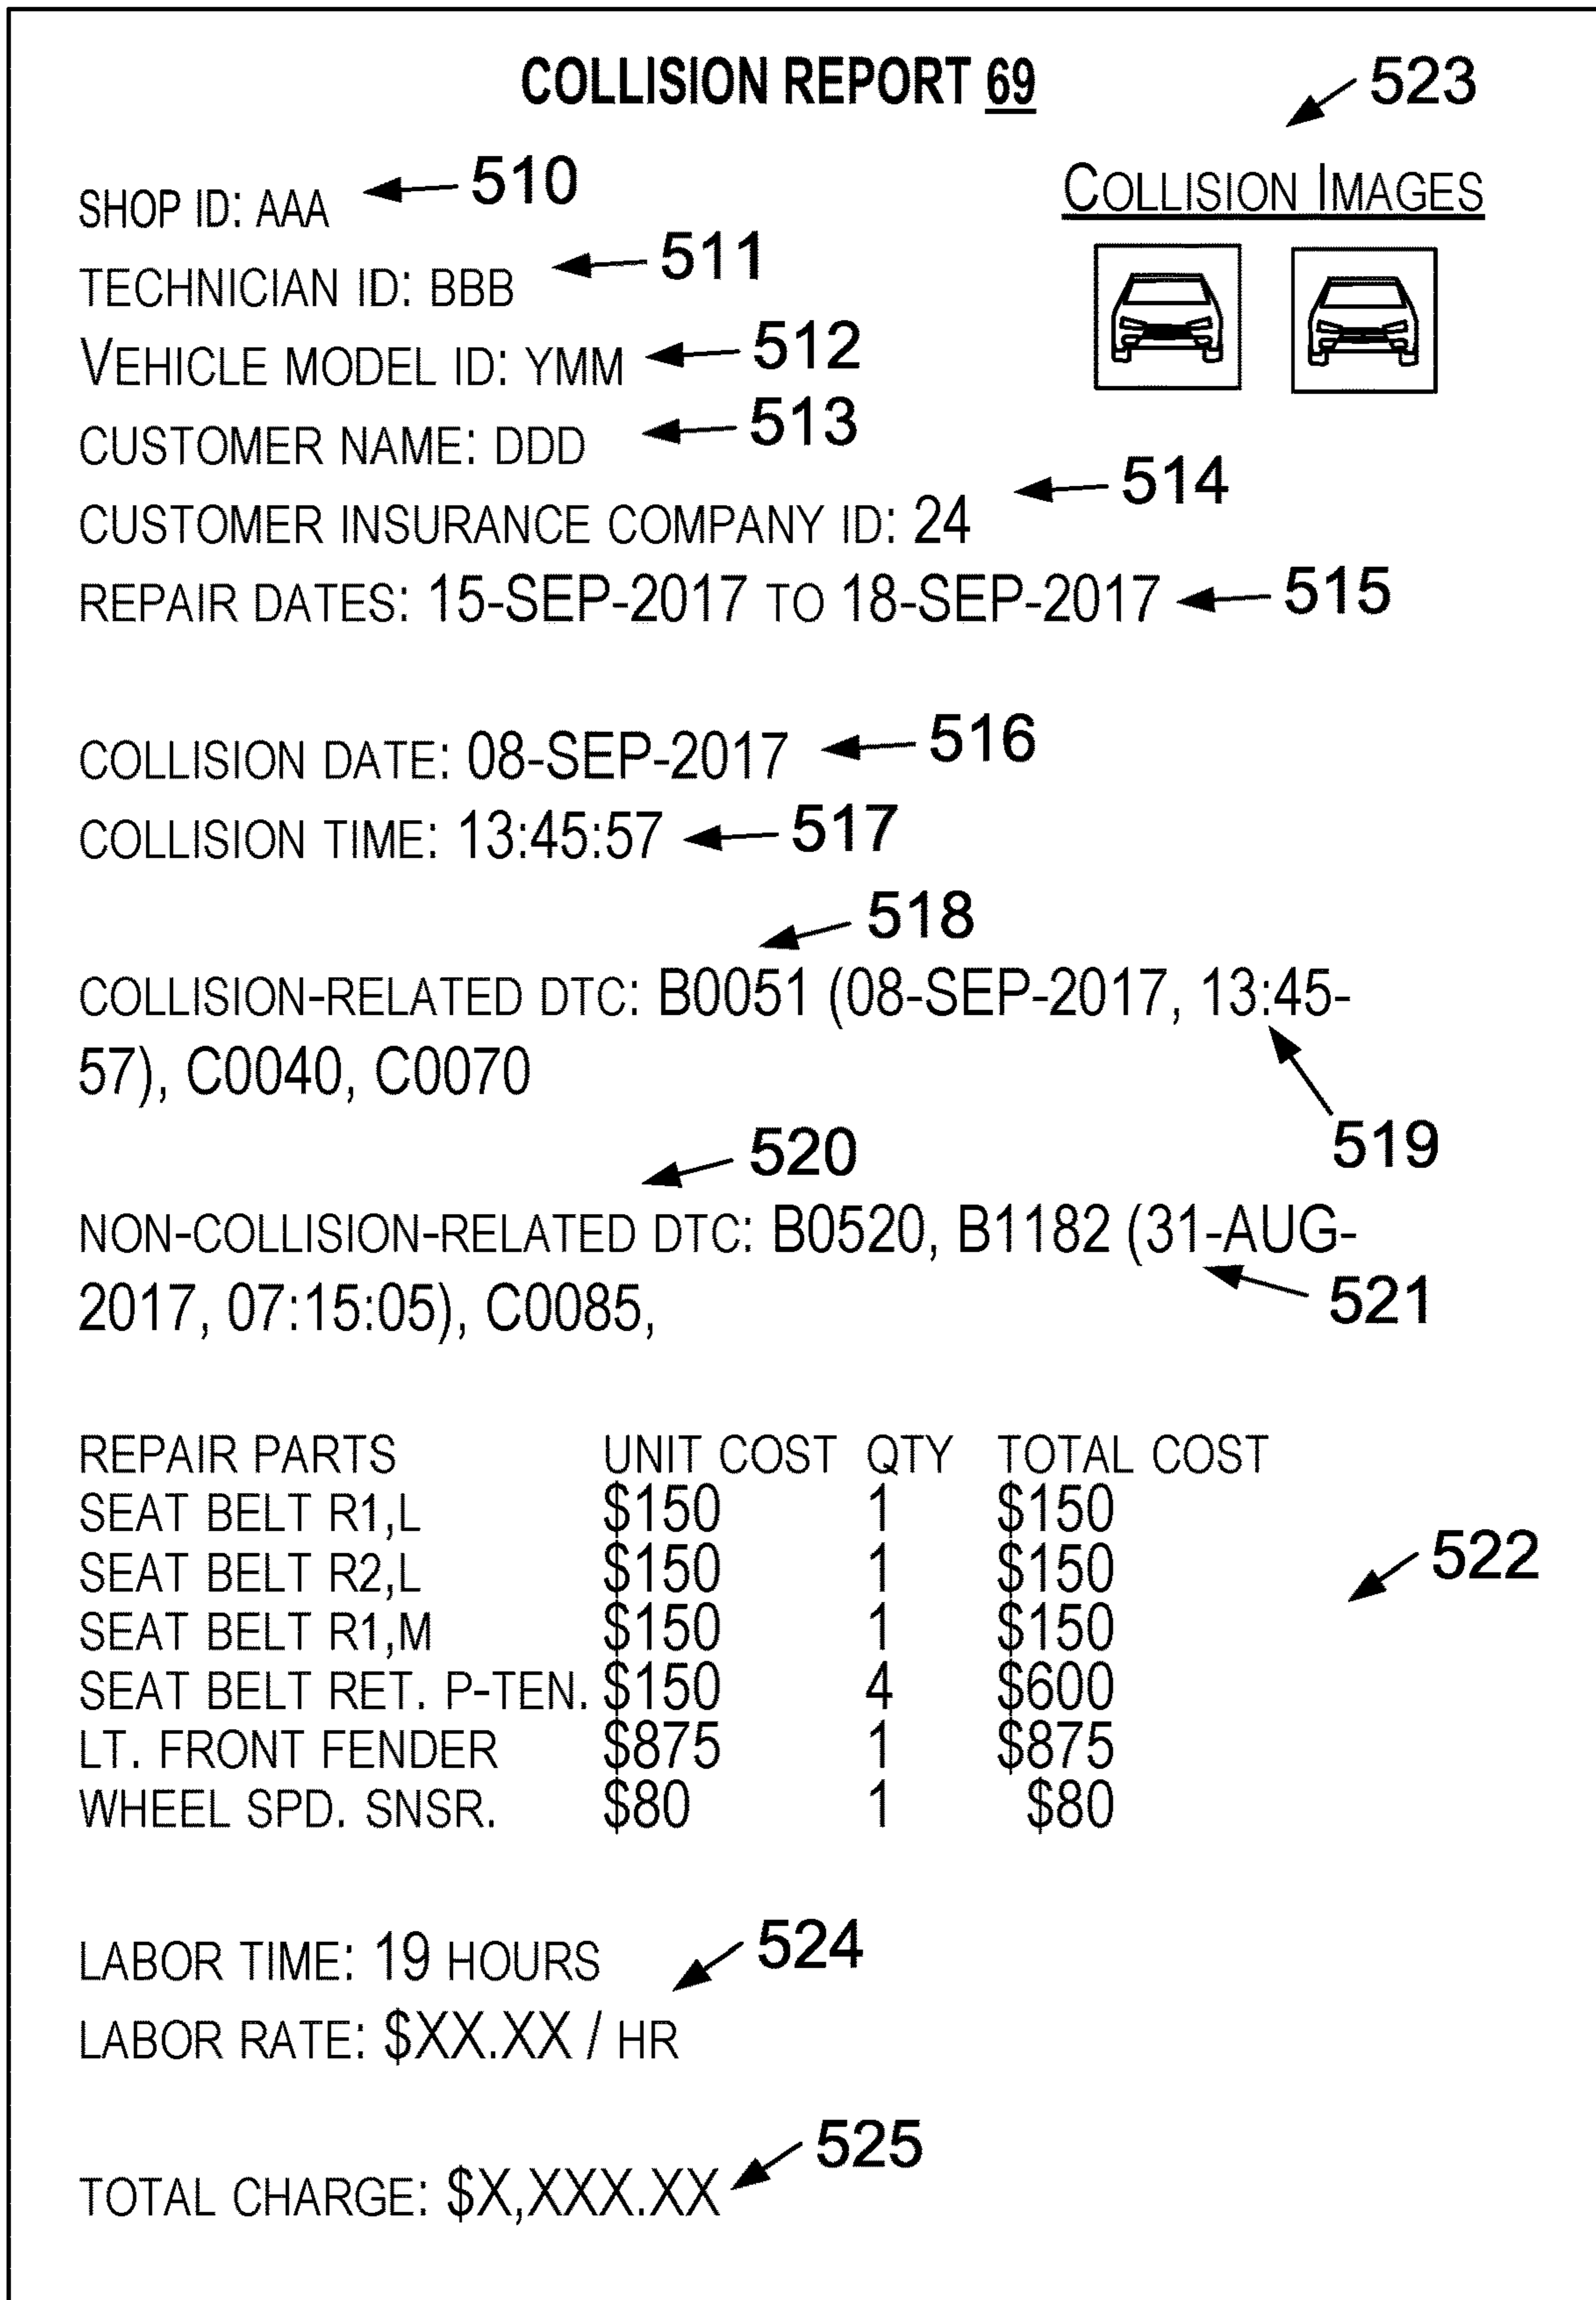 COLLISION REPORT 69
523
SHOP ID: AAA
510
COLLISION IMAGES
TECHNICIAN ID: BBB
511
VEHICLE MODEL ID: YMM
512
CUSTOMER NAME: DDD
513
CUSTOMER INSURANCE COMPANY ID: 24
514
REPAIR DATES: 15-SEP-2017 TO 18-SEP-2017
515
COLLISION DATE: 08-SEP-2017
516
COLLISION TIME: 13:45:57
517
518
COLLISION-RELATED DTC: B0051 (08-SEP-2017, 13:45-
57), C0040, C0070
519
520
NON-COLLISION-RELATED DTC: B0520, B1182 (31-AUG-
2017, 07:15:05), C0085,
521
REPAIR PARTS UNIT COST QTY TOTAL COST
SEAT BELT R1,L $150 1 $150
SEAT BELT R2,L $150 1 $150
522
SEAT BELT R1,M $150 1 $150
SEAT BELT RET. P-TEN. $150 4 $600
LT. FRONT FENDER $875 1 $875
WHEEL SPD. SNSR. $80 1 $80
LABOR TIME: 19 HOURS
524
LABOR RATE: $XX.XX / HR
525
TOTAL CHARGE: $X,XXX.XX